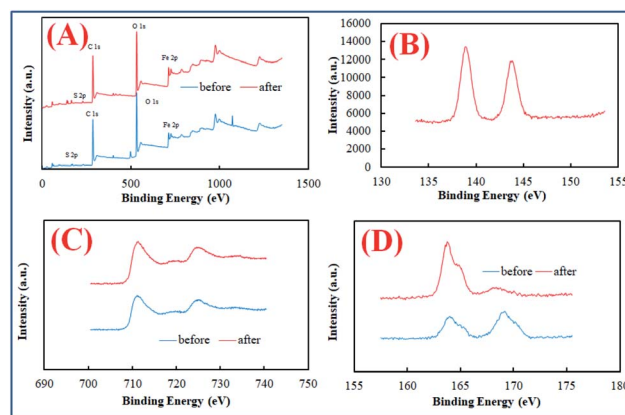 (A)
O 1s
C 1s
Fe 2p
S 2p
before
after
O 1s
C 1s
Fe 2p
S 2p
Intensity (a.u.)
0
500
1000
1500
Binding Energy (eV)
(B)
16000
14000
12000
10000
8000
6000
4000
2000
0
Intensity (a.u.)
130
135
140
145
150
155
Binding Energy (eV)
(C)
before
after
Intensity (a.u.)
690
700
710
720
730
740
750
Binding Energy (eV)
(D)
before
after
Intensity (a.u.)
155
160
165
170
175
180
Binding Energy (eV)